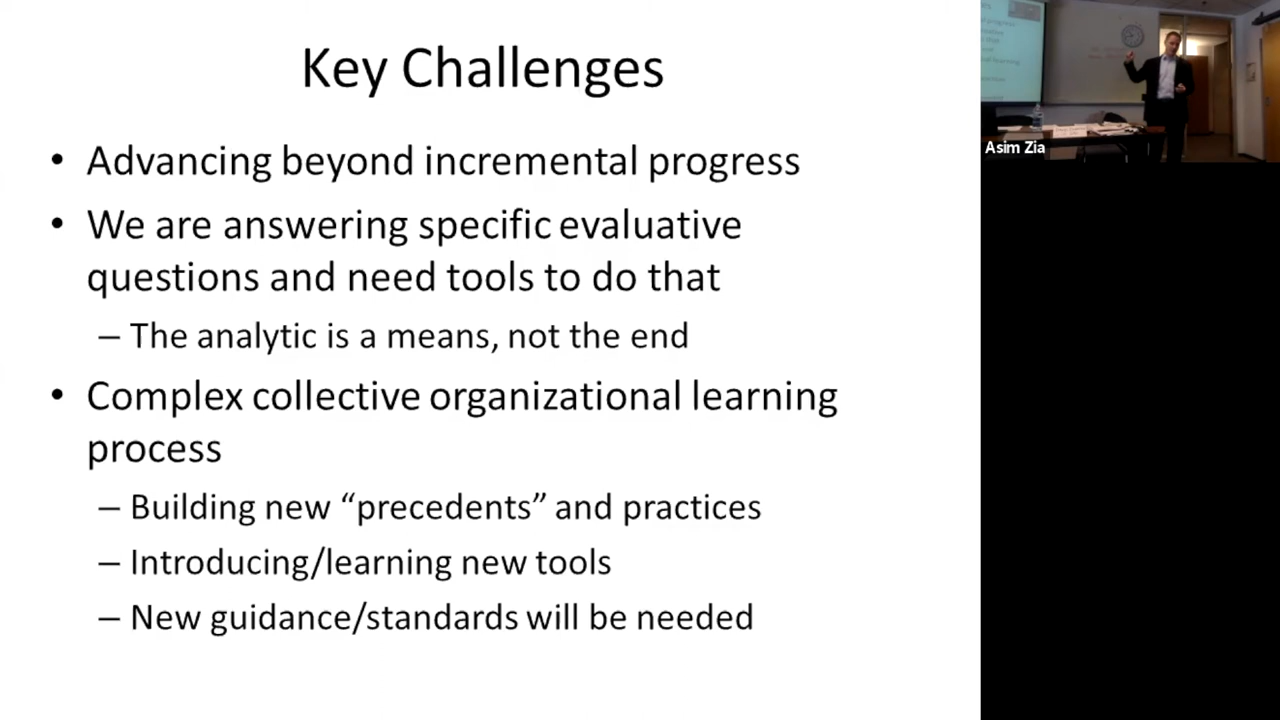 Key Challenges
• Advancing beyond incremental progress
• We are answering specific evaluative
questions and need tools to do that
– The analytic is a means, not the end
• Complex collective organizational learning
process
– Building new “precedents” and practices
– Introducing/learning new tools
– New guidance/standards will be needed
Asim Zia